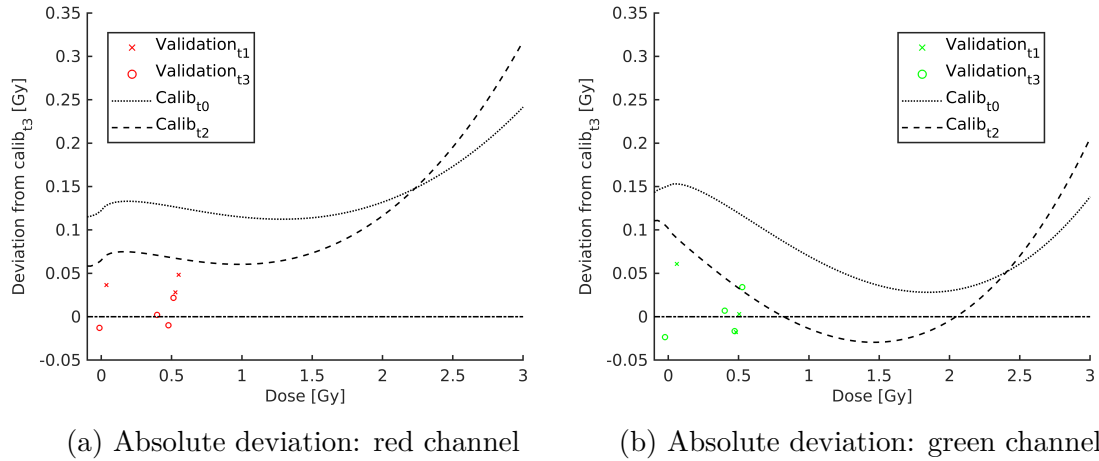 0.35
0.3
0.25
0.2
0.15
0.1
0.05
0
-0.05
Deviation from calib_t3 [Gy]
Validation_t1
Validation_t3
Calib_t0
Calib_t2
0 0.5 1 1.5 2 2.5 3
Dose [Gy]
(a) Absolute deviation: red channel
0.35
0.3
0.25
0.2
0.15
0.1
0.05
0
-0.05
Deviation from calib_t3 [Gy]
Validation_t1
Validation_t3
Calib_t0
Calib_t2
0 0.5 1 1.5 2 2.5 3
Dose [Gy]
(b) Absolute deviation: green channel